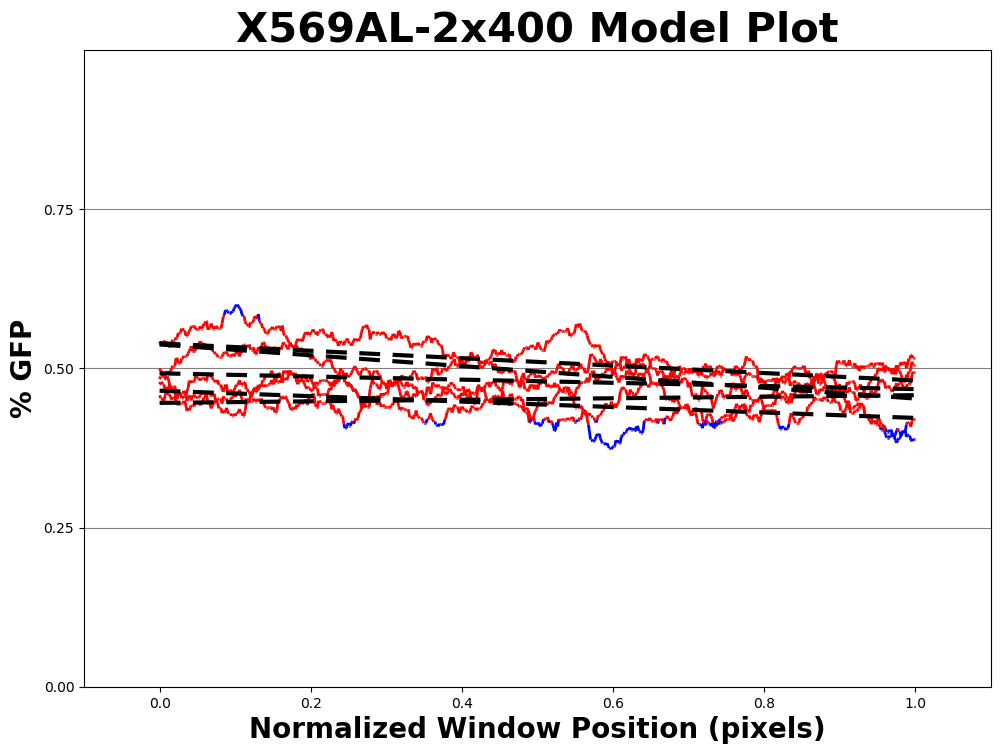 X569AL-2x400 Model Plot
% GFP
0.75
0.50
0.25
0.00
0.0 0.2 0.4 0.6 0.8 1.0
Normalized Window Position (pixels)